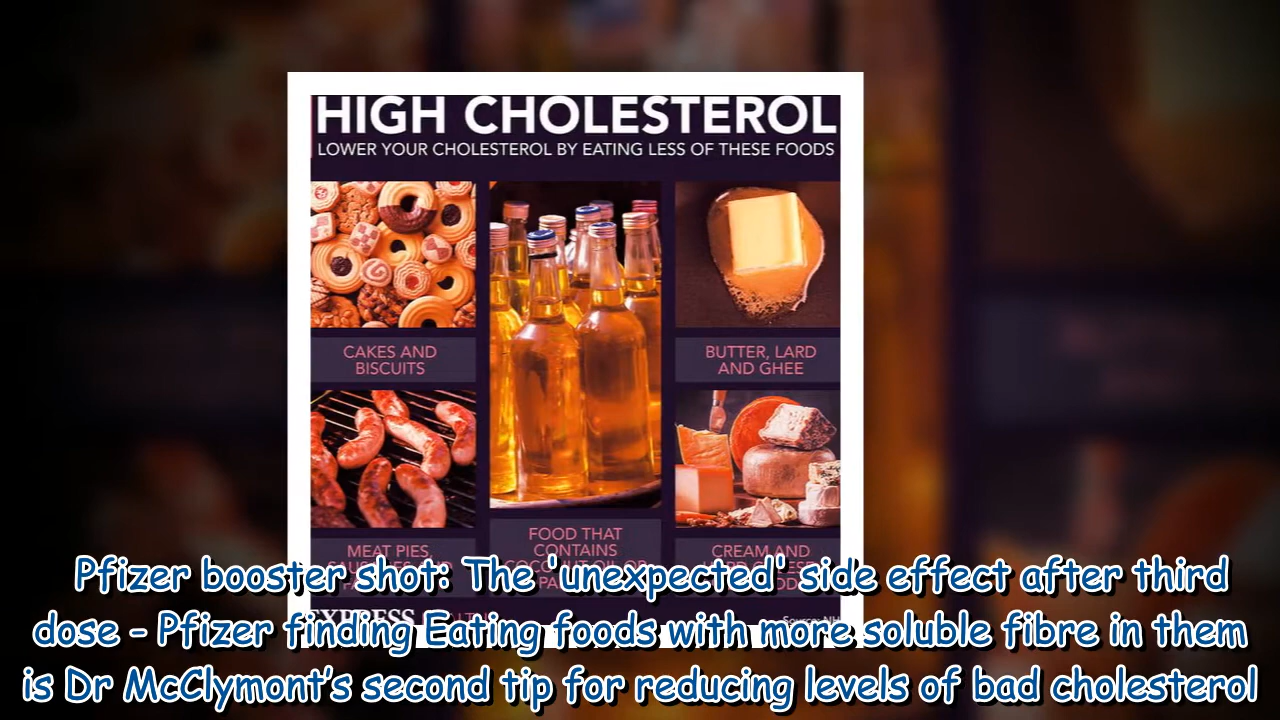 HIGH CHOLESTEROL
LOWER YOUR CHOLESTEROL BY EATING LESS OF THESE FOODS
CAKES AND
BISCUITS
BUTTER, LARD
AND GHEE
MEAT PIES,
FOOD THAT
CONTAINS
CREAM AND
Pfizer booster shot: The 'unexpected' side effect after third
dose - Pfizer finding Eating foods with more soluble fibre in them
is Dr McClymont’s second tip for reducing levels of bad cholesterol